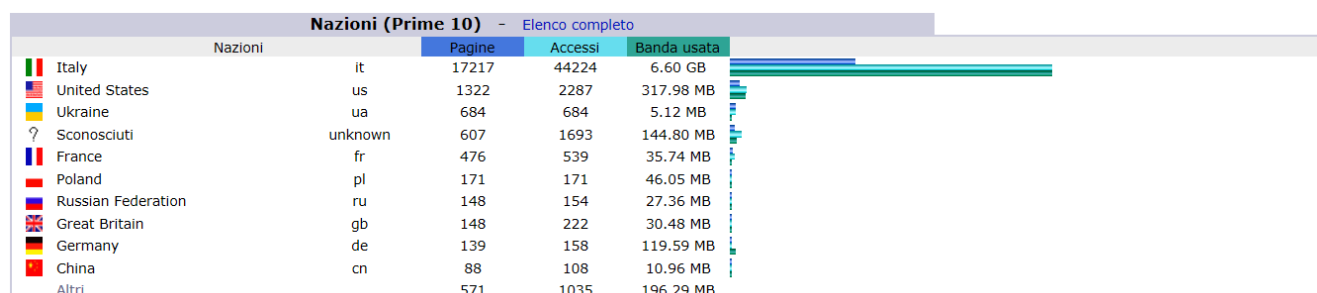 Nazioni (Prime 10) - Elenco completo
Nazioni Pagine Accessi Banda usata
Italy it 17217 44224 6.60 GB
United States us 1322 2287 317.98 MB
Ukraine ua 684 684 5.12 MB
? Sconosciuti unknown 607 1693 144.80 MB
France fr 476 539 35.74 MB
Poland pl 171 171 46.05 MB
Russian Federation ru 148 154 27.36 MB
Great Britain gb 148 222 30.48 MB
Germany de 139 158 119.59 MB
China cn 88 108 10.96 MB
Altri 571 1035 196.29 MB